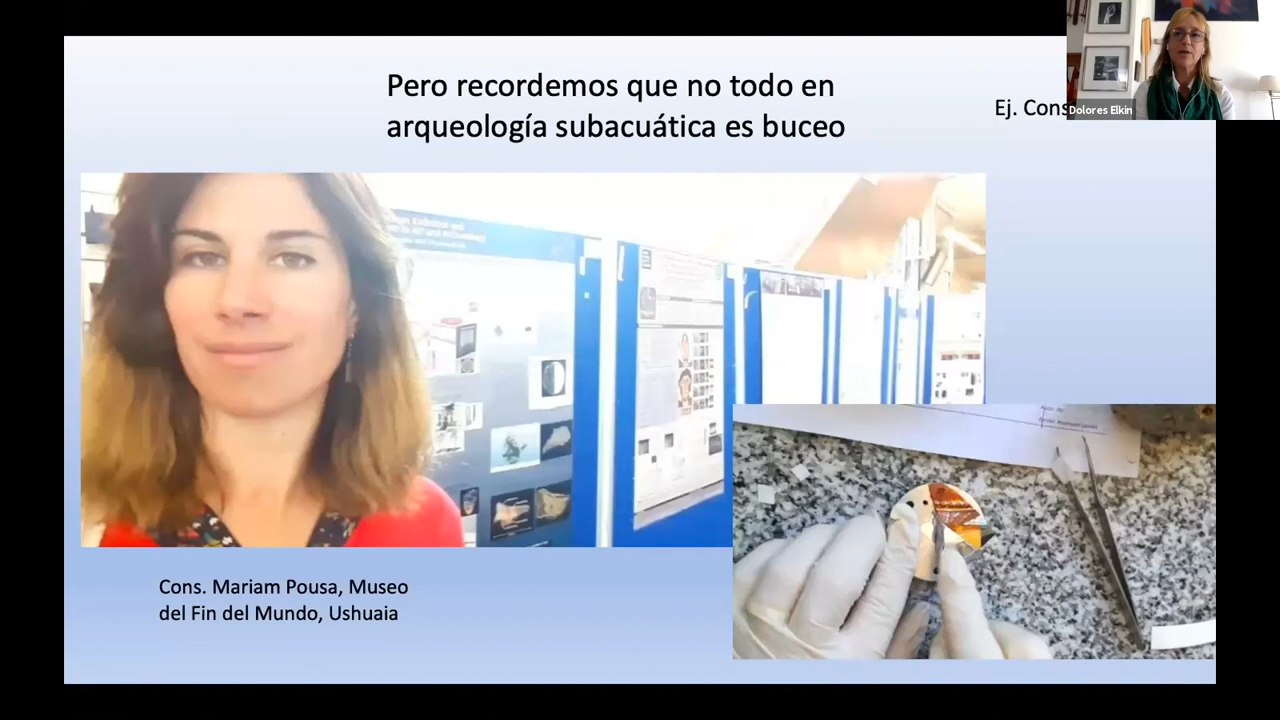 Pero recordemos que no todo en
arqueología subacuática es buceo
Ej. Cons
Dolores Elkin
Cons. Mariam Pousa, Museo
del Fin del Mundo, Ushuaia